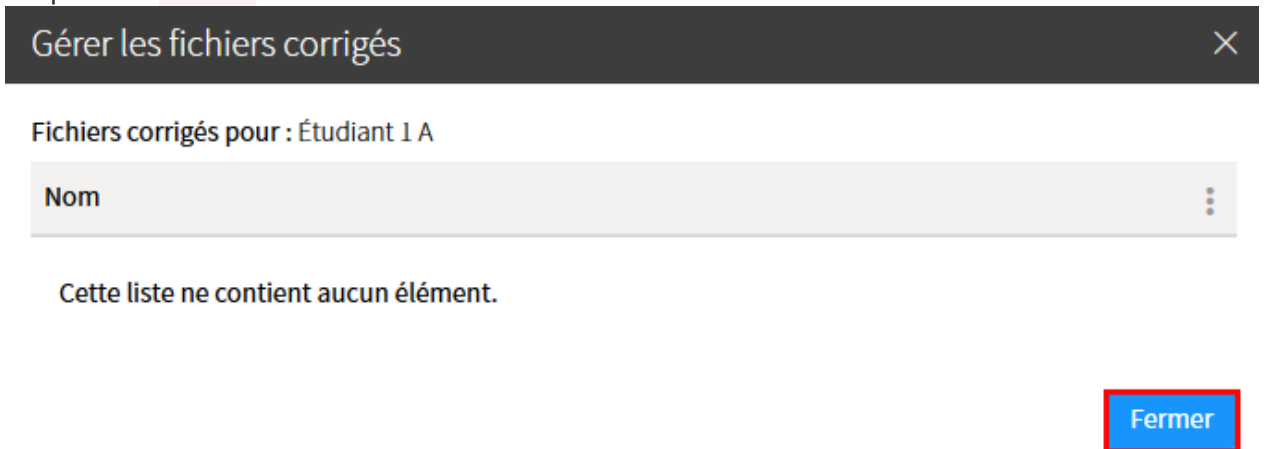 Gérer les fichiers corrigés
Fichiers corrigés pour : Étudiant 1 A
Nom
Cette liste ne contient aucun élément.
Fermer